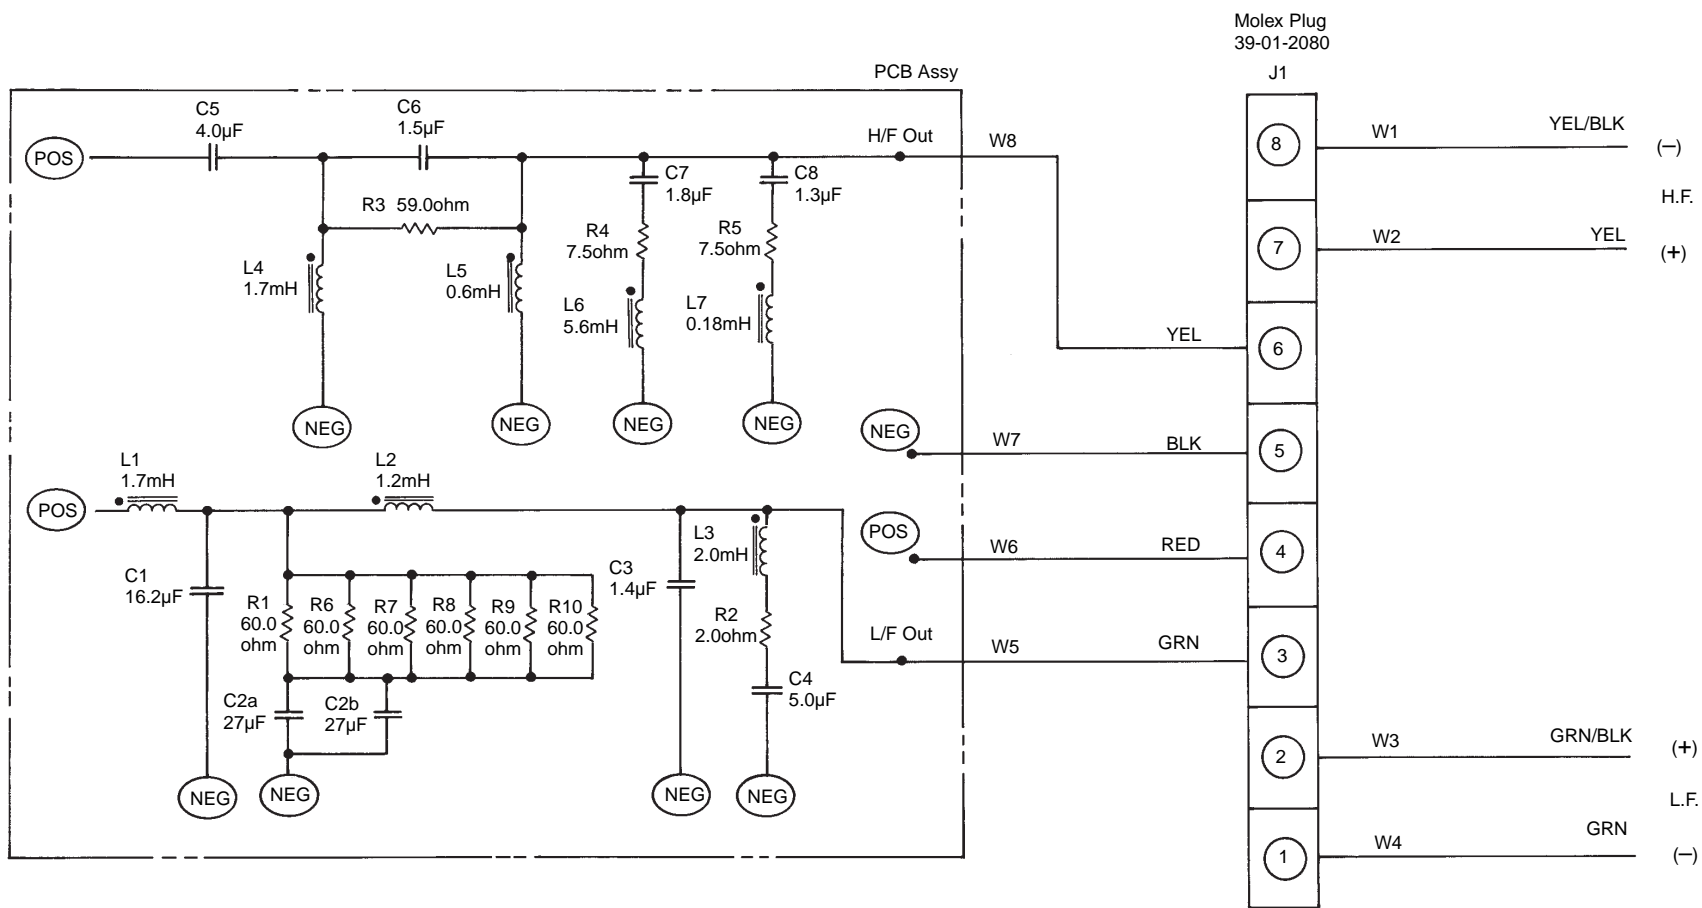 Molex Plug
39-01-2080
J1
PCB Assy
POS
C5
4.0µF
C6
1.5µF
H/F Out
W8
C7
1.8µF
C8
1.3µF
R3 59.0ohm
R4
7.5ohm
R5
7.5ohm
L4
1.7mH
L5
0.6mH
L6
5.6mH
L7
0.18mH
NEG
NEG
NEG
NEG
YEL
NEG
W7
BLK
POS
W6
RED
L1
1.7mH
L2
1.2mH
POS
C1
16.2µF
R1
60.0
ohm
R6
60.0
ohm
R7
60.0
ohm
R8
60.0
ohm
R9
60.0
ohm
R10
60.0
ohm
C3
1.4µF
L3
2.0mH
R2
2.0ohm
C4
5.0µF
L/F Out
W5
GRN
C2a
27µF
C2b
27µF
NEG
NEG
NEG
NEG
8
W1
YEL/BLK
(–)
H.F.
7
W2
YEL
(+)
6
5
4
3
2
W3
GRN/BLK
(+)
L.F.
1
W4
GRN
(–)